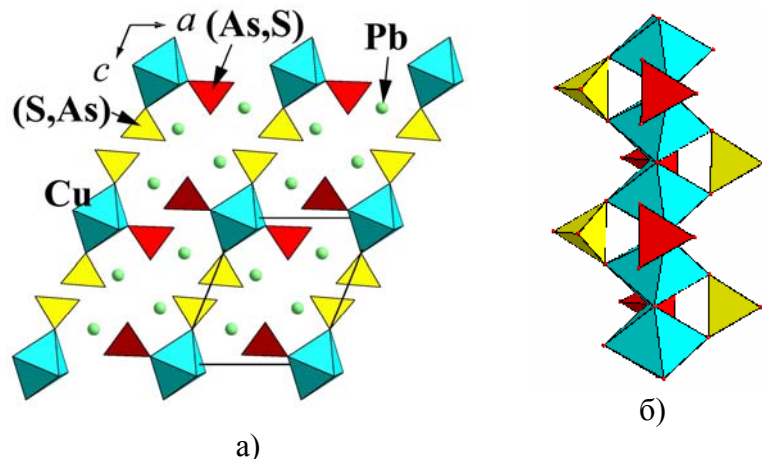 a (As,S) Pb
c
(S,As)
Cu
а) б)